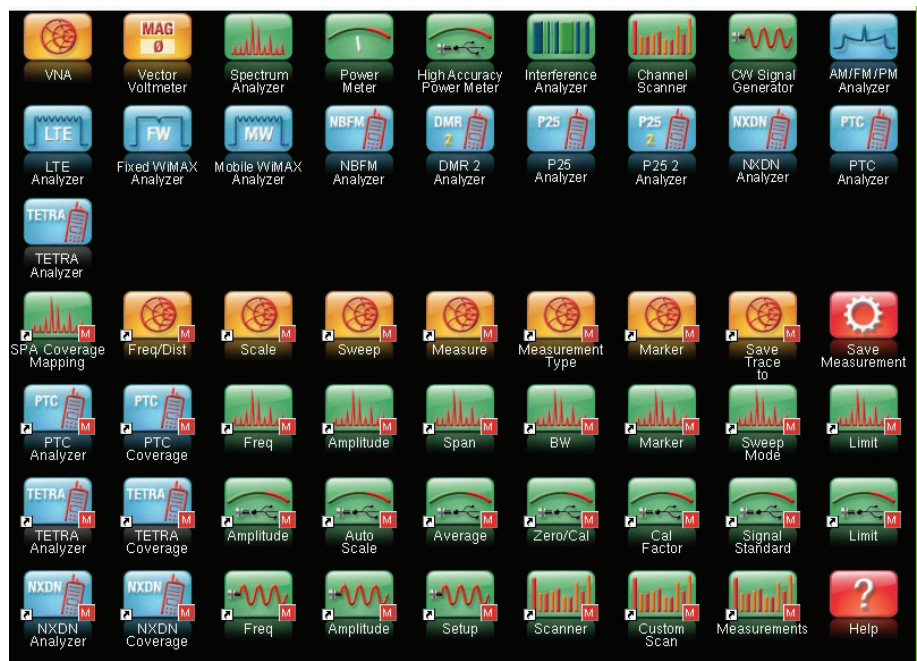 MAG
Ø
VNA
Vector
Voltmeter
Spectrum
Analyzer
Power
Meter
High Accuracy
Power Meter
Interference
Analyzer
Channel
Scanner
CW Signal
Generator
AM/FM/PM
Analyzer
LTE
LTE
Analyzer
FW
Fixed WiMAX
Analyzer
MW
Mobile WiMAX
Analyzer
NBFM
NBFM
Analyzer
DMR
2
DMR 2
Analyzer
P25
P25
Analyzer
P25
2
P25 2
Analyzer
NXDN
NXDN
Analyzer
PTC
PTC
Analyzer
TETRA
TETRA
Analyzer
M
SPA Coverage
Mapping
M
Freq/Dist
M
Scale
M
Sweep
M
Measure
M
Measurement
Type
M
Marker
M
Save
Trace
to
Save
Measurement
PTC
M
PTC
Analyzer
PTC
M
PTC
Coverage
M
Freq
M
Amplitude
M
Span
M
BW
M
Marker
M
Sweep
Mode
M
Limit
TETRA
M
TETRA
Analyzer
TETRA
M
TETRA
Coverage
M
Amplitude
M
Auto
Scale
M
Average
M
Zero/Cal
M
Cal
Factor
M
Signal
Standard
M
Limit
NXDN
M
NXDN
Analyzer
NXDN
M
NXDN
Coverage
M
Freq
M
Amplitude
M
Setup
M
Scanner
M
Custom
Scan
M
Measurements
?
Help